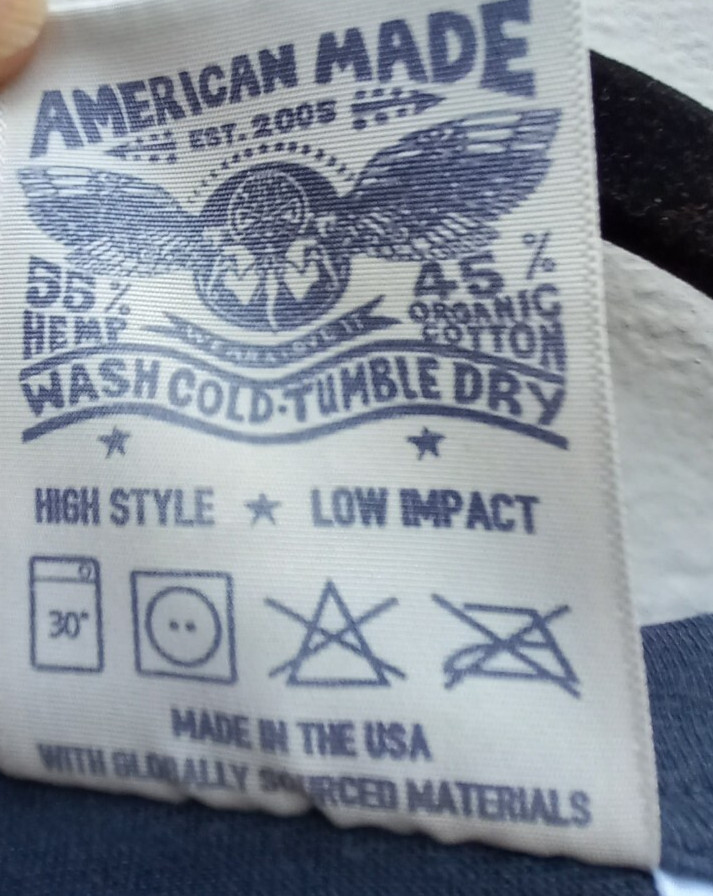 AMERICAN MADE
EST. 2005
55%
HEMP
45%
ORGANIC
COTTON
WASH COLD-TUMBLE DRY
HIGH STYLE ★ LOW IMPACT
30°
MADE IN THE USA
WITH GLOBALLY SOURCED MATERIALS